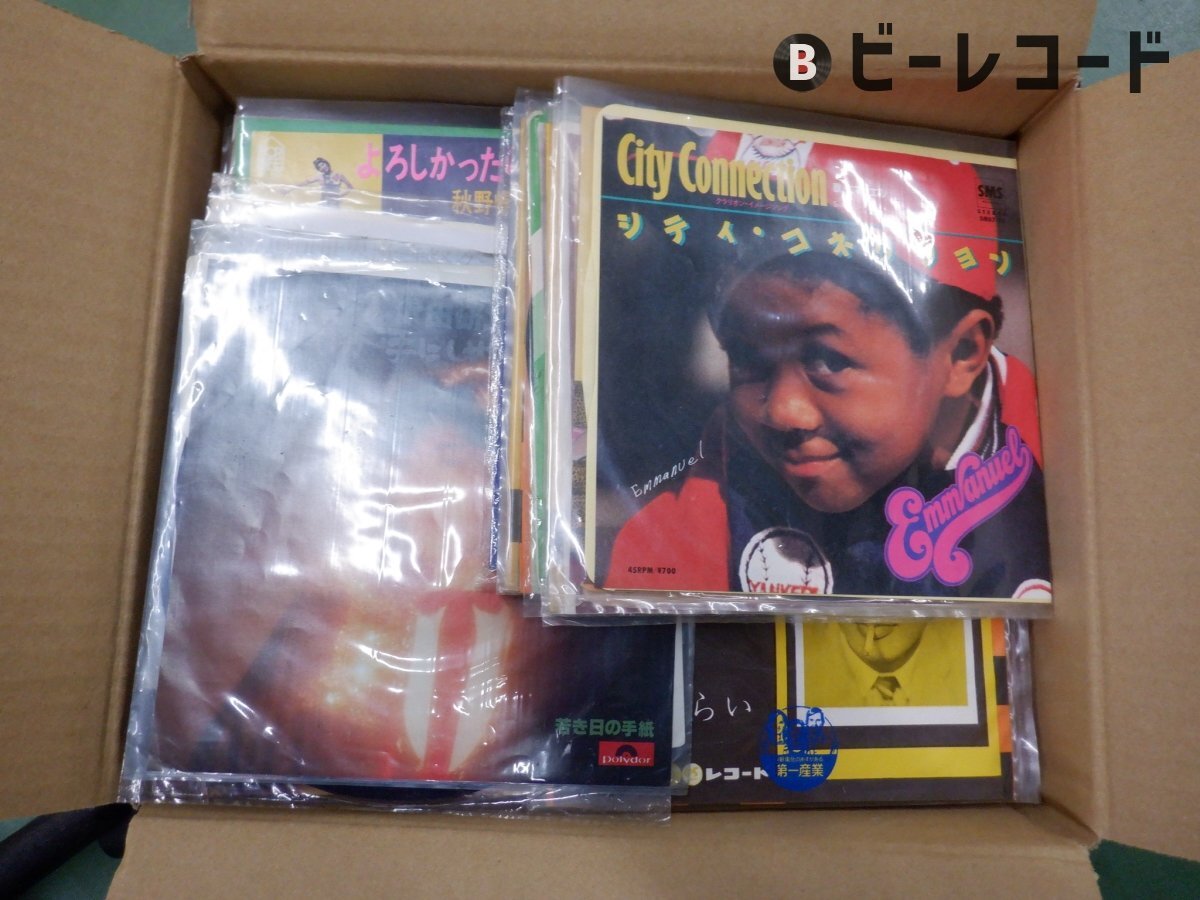 B ビーレコード
よろしかった
秋野
City Connection
クラリオン・イメージソング
シティ・コネクション
SMS
Emmanuel
Emmanuel
45RPM/¥700
YANKEE
若き日の手紙
polydor
らい
レコード
第一産業